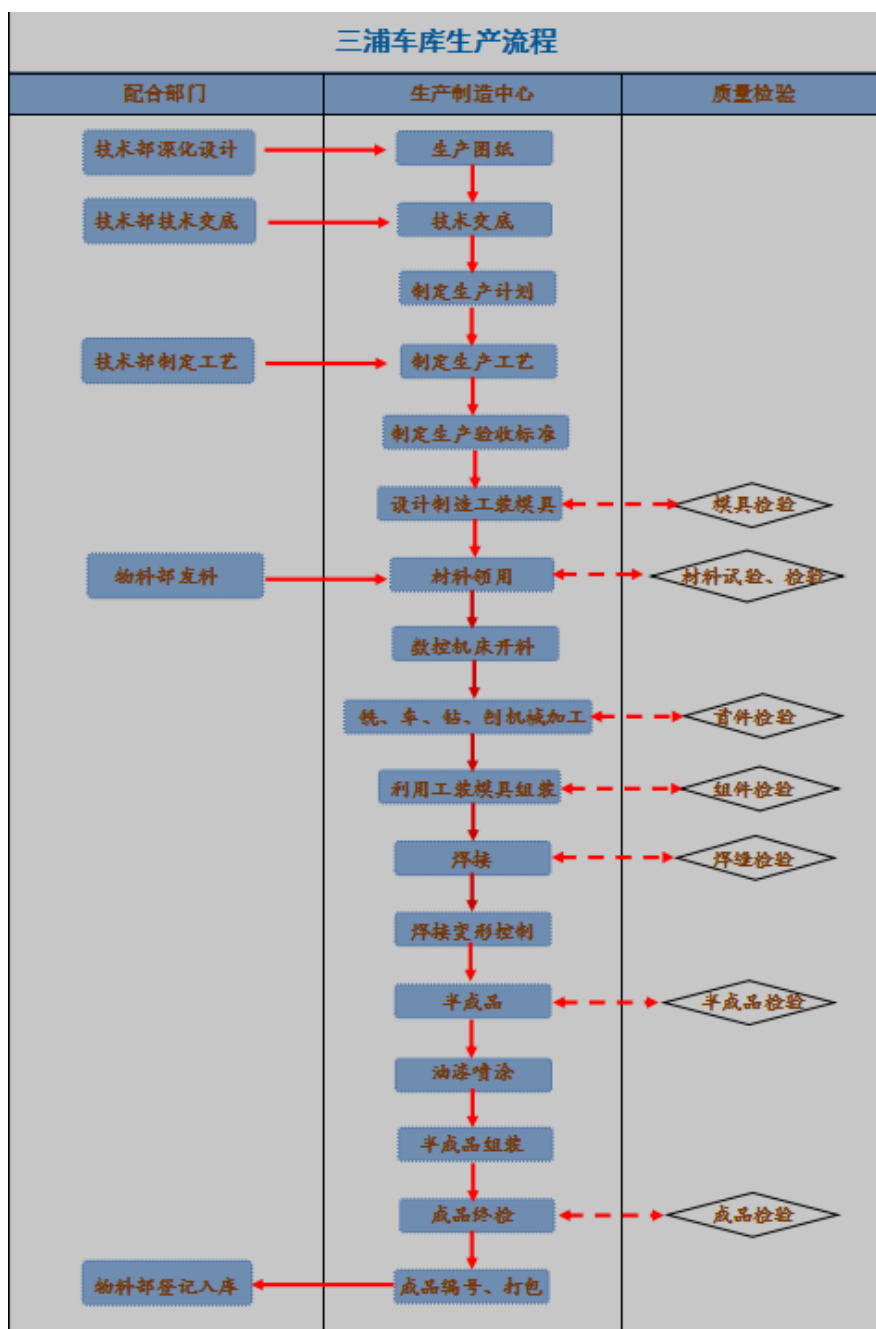 三浦车库生产流程
配合部门 生产制造中心 质量检验
技术部深化设计 生产图纸
技术部技术交底 技术交底
制定生产计划
技术部制定工艺 制定生产工艺
制定生产验收标准
设计制造工装模具 模具检验
物料部发料 材料领用 材料试验、检验
数控机床开料
铣、车、钻、刨机械加工 首件检验
利用工装模具组装 组件检验
焊接 焊缝检验
焊接变形控制
半成品 半成品检验
油漆喷涂
半成品组装
成品终检 成品检验
物料部登记入库 成品编号、打包